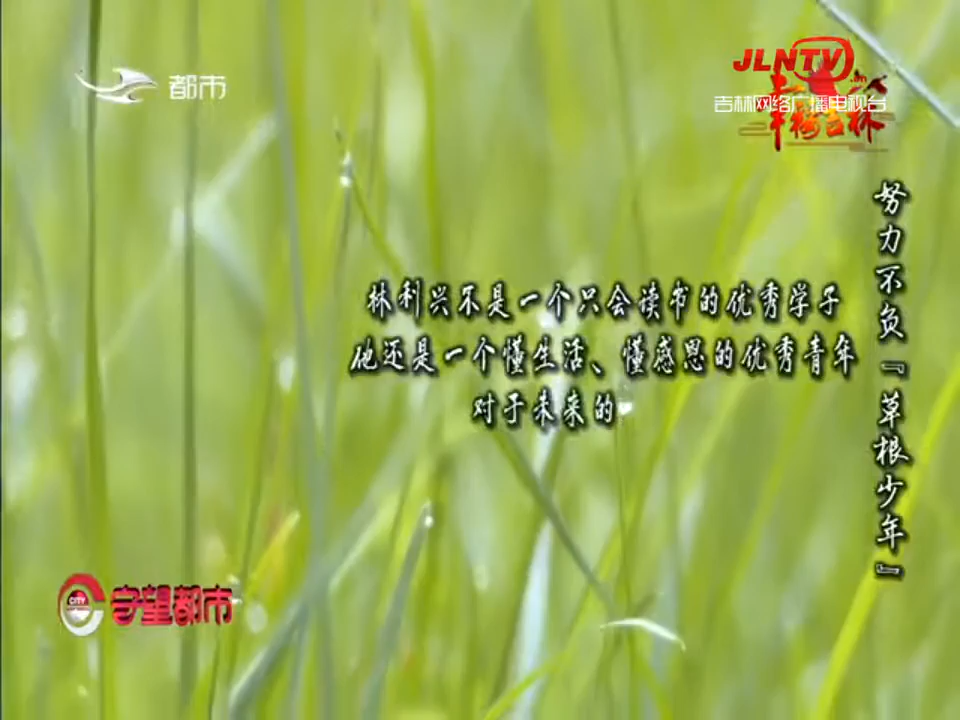 都市
JLNTV.cn
吉林网络广播电视台
幸福吉林
努力不负『草根少年』
林利兴不是一个只会读书的优秀学子
他还是一个懂生活、懂感恩的优秀青年
对于未来的
CITY
守望都市